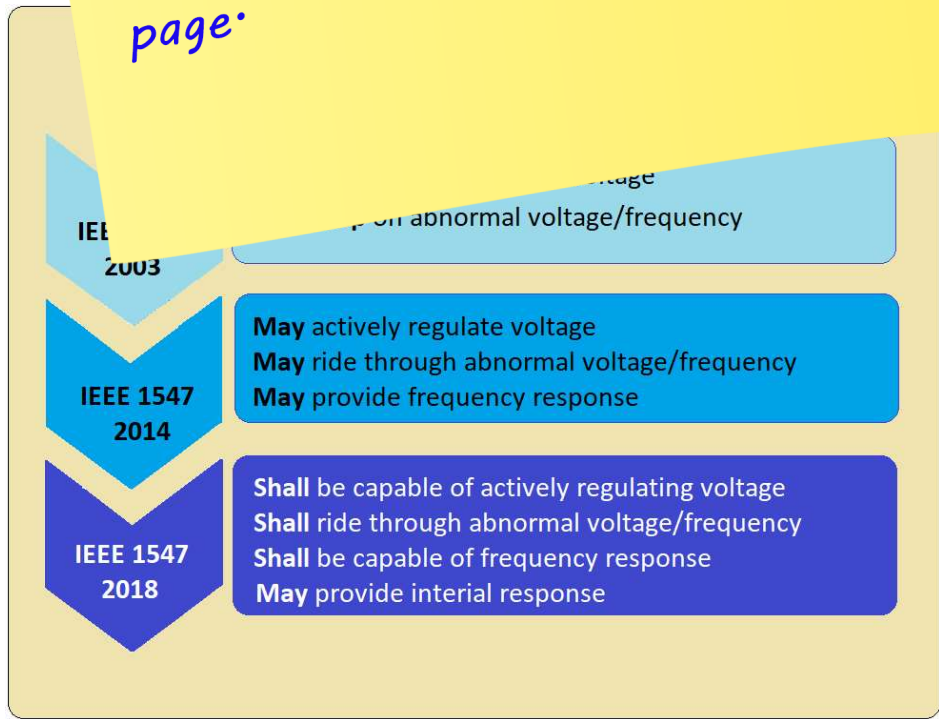 page:
on abnormal voltage/frequency
2003
May actively regulate voltage
May ride through abnormal voltage/frequency
May provide frequency response
IEEE 1547
2014
Shall be capable of actively regulating voltage
Shall ride through abnormal voltage/frequency
Shall be capable of frequency response
May provide interial response
IEEE 1547
2018